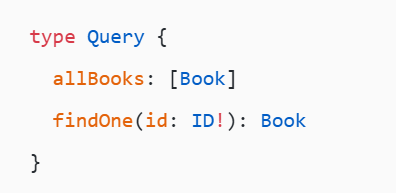 type Query {
allBooks: [Book]
findOne(id: ID!): Book
}